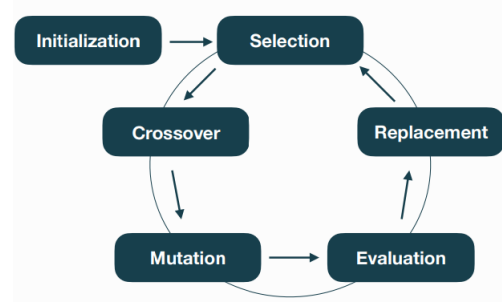 Initialization
Selection
Crossover
Replacement
Mutation
Evaluation